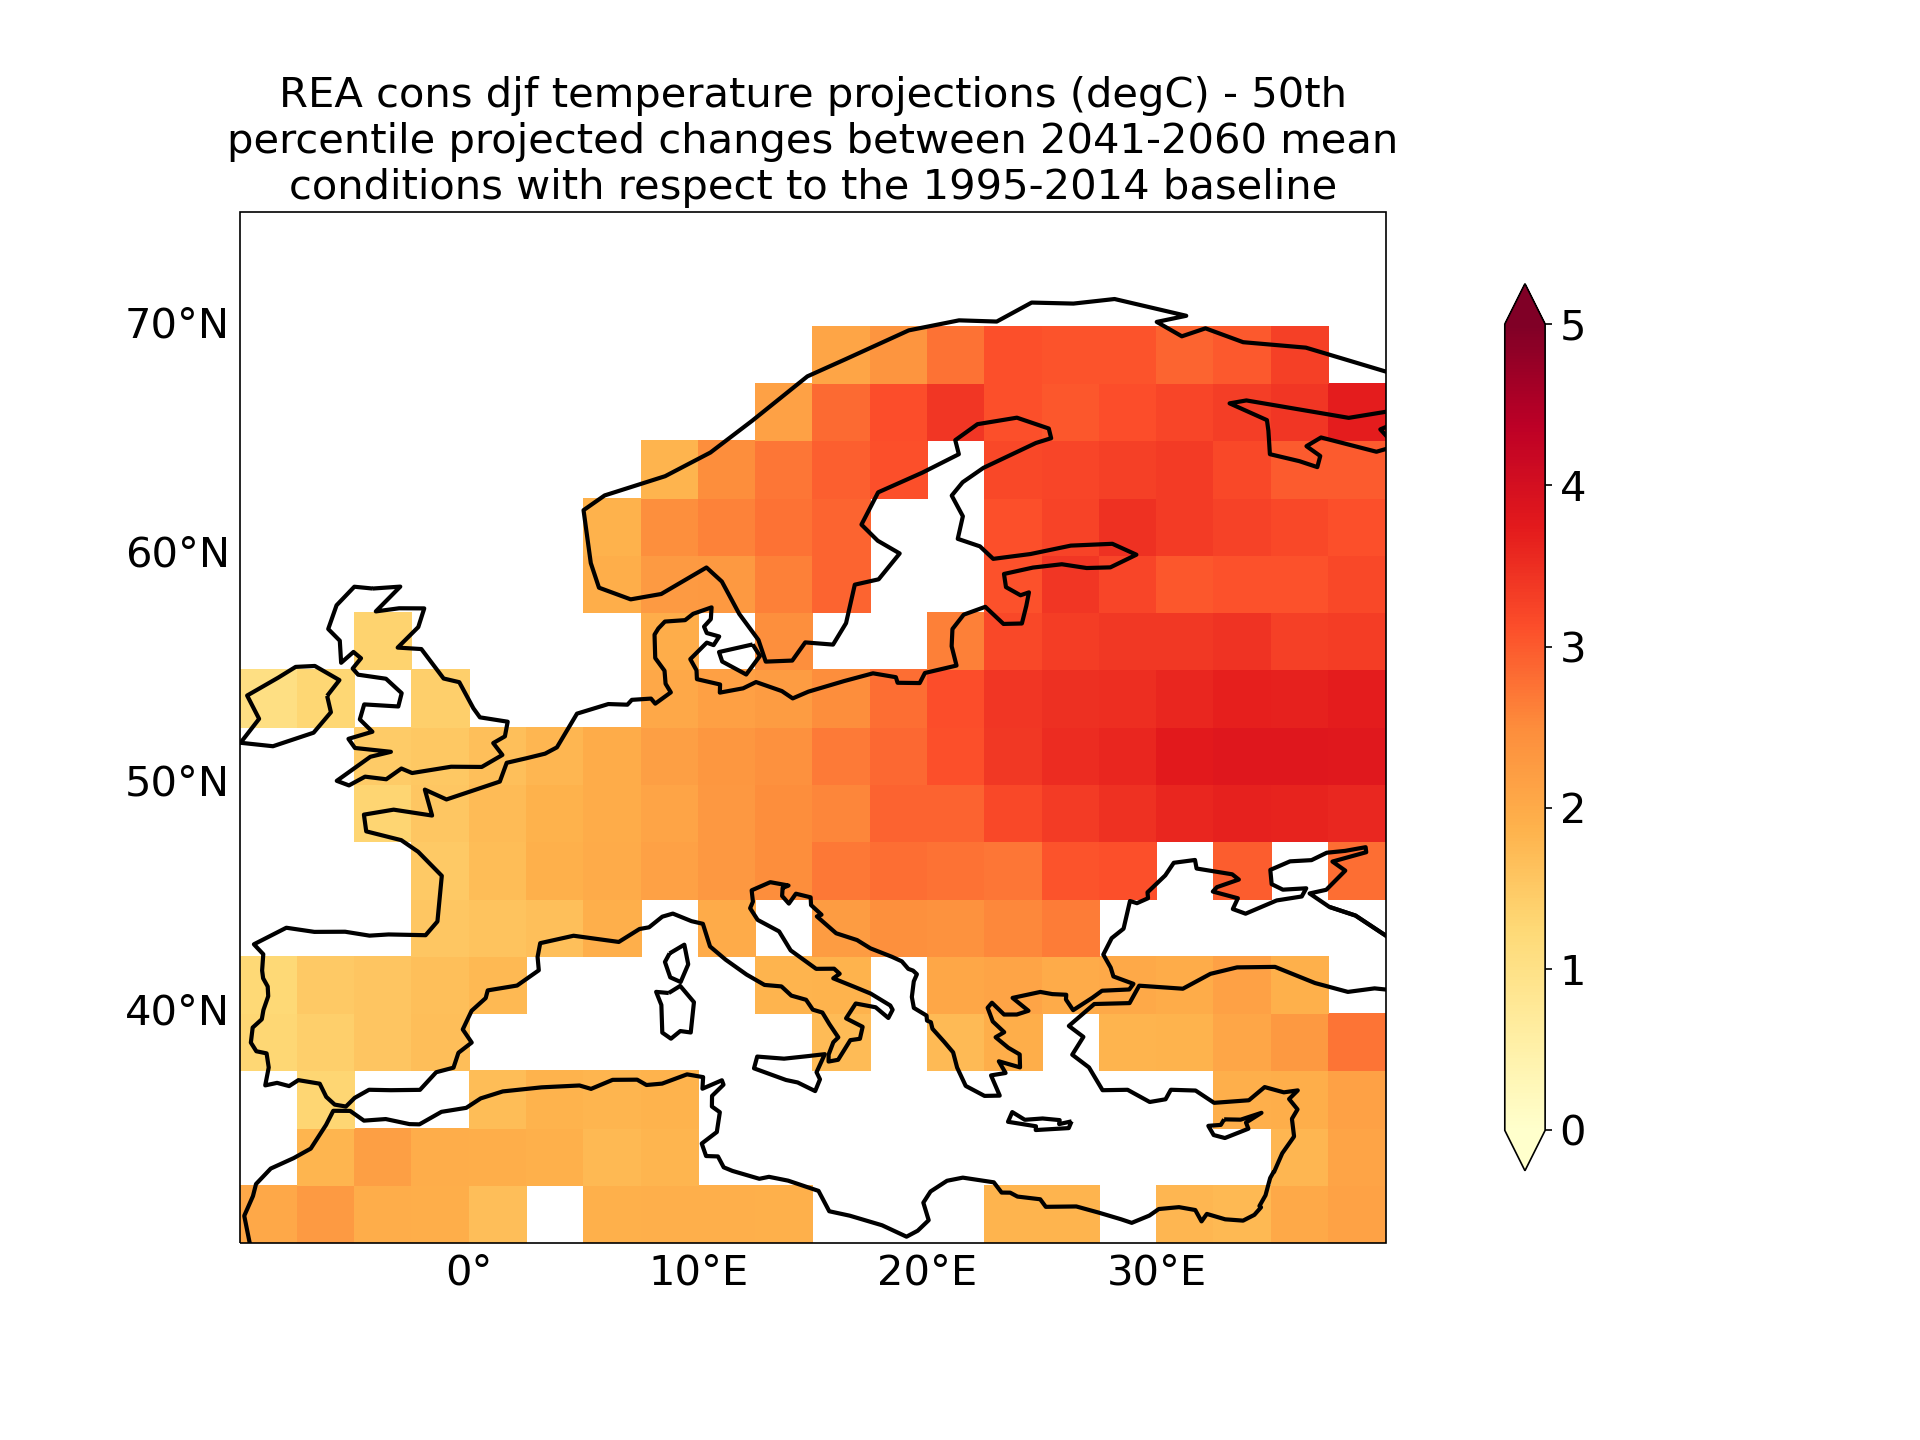 REA cons djf temperature projections (degC) - 50th
percentile projected changes between 2041-2060 mean
conditions with respect to the 1995-2014 baseline
70°N
60°N
50°N
40°N
0°
10°E
20°E
30°E
5
4
3
2
1
0